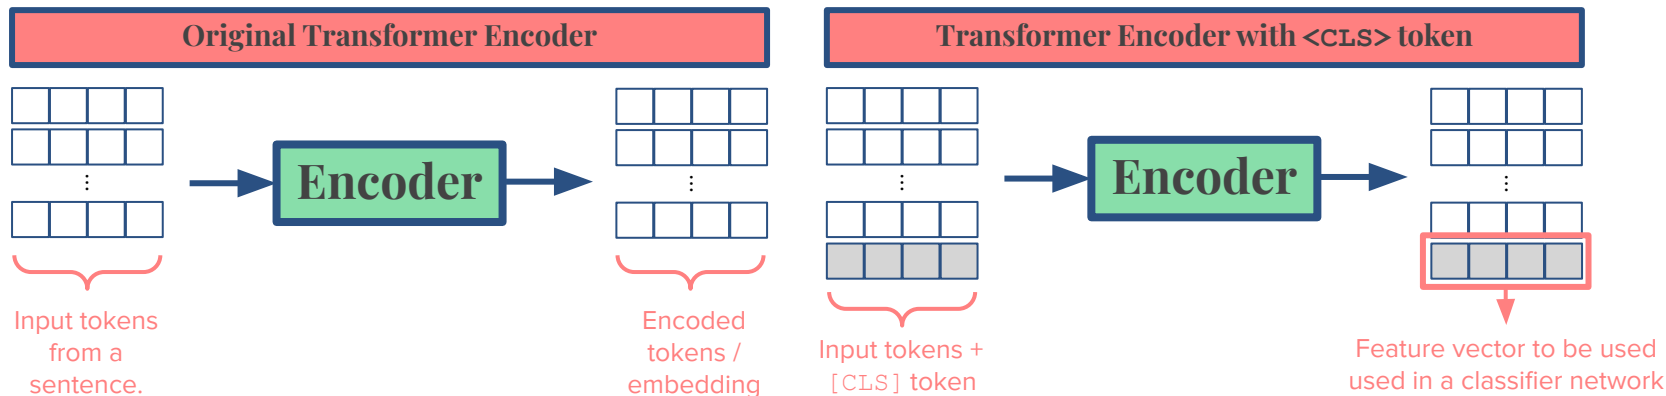 Original Transformer Encoder
Encoder
Input tokens
from a
sentence.
Encoded
tokens /
embedding
Transformer Encoder with <CLS> token
Encoder
Input tokens +
[CLS] token
Feature vector to be used
used in a classifier network